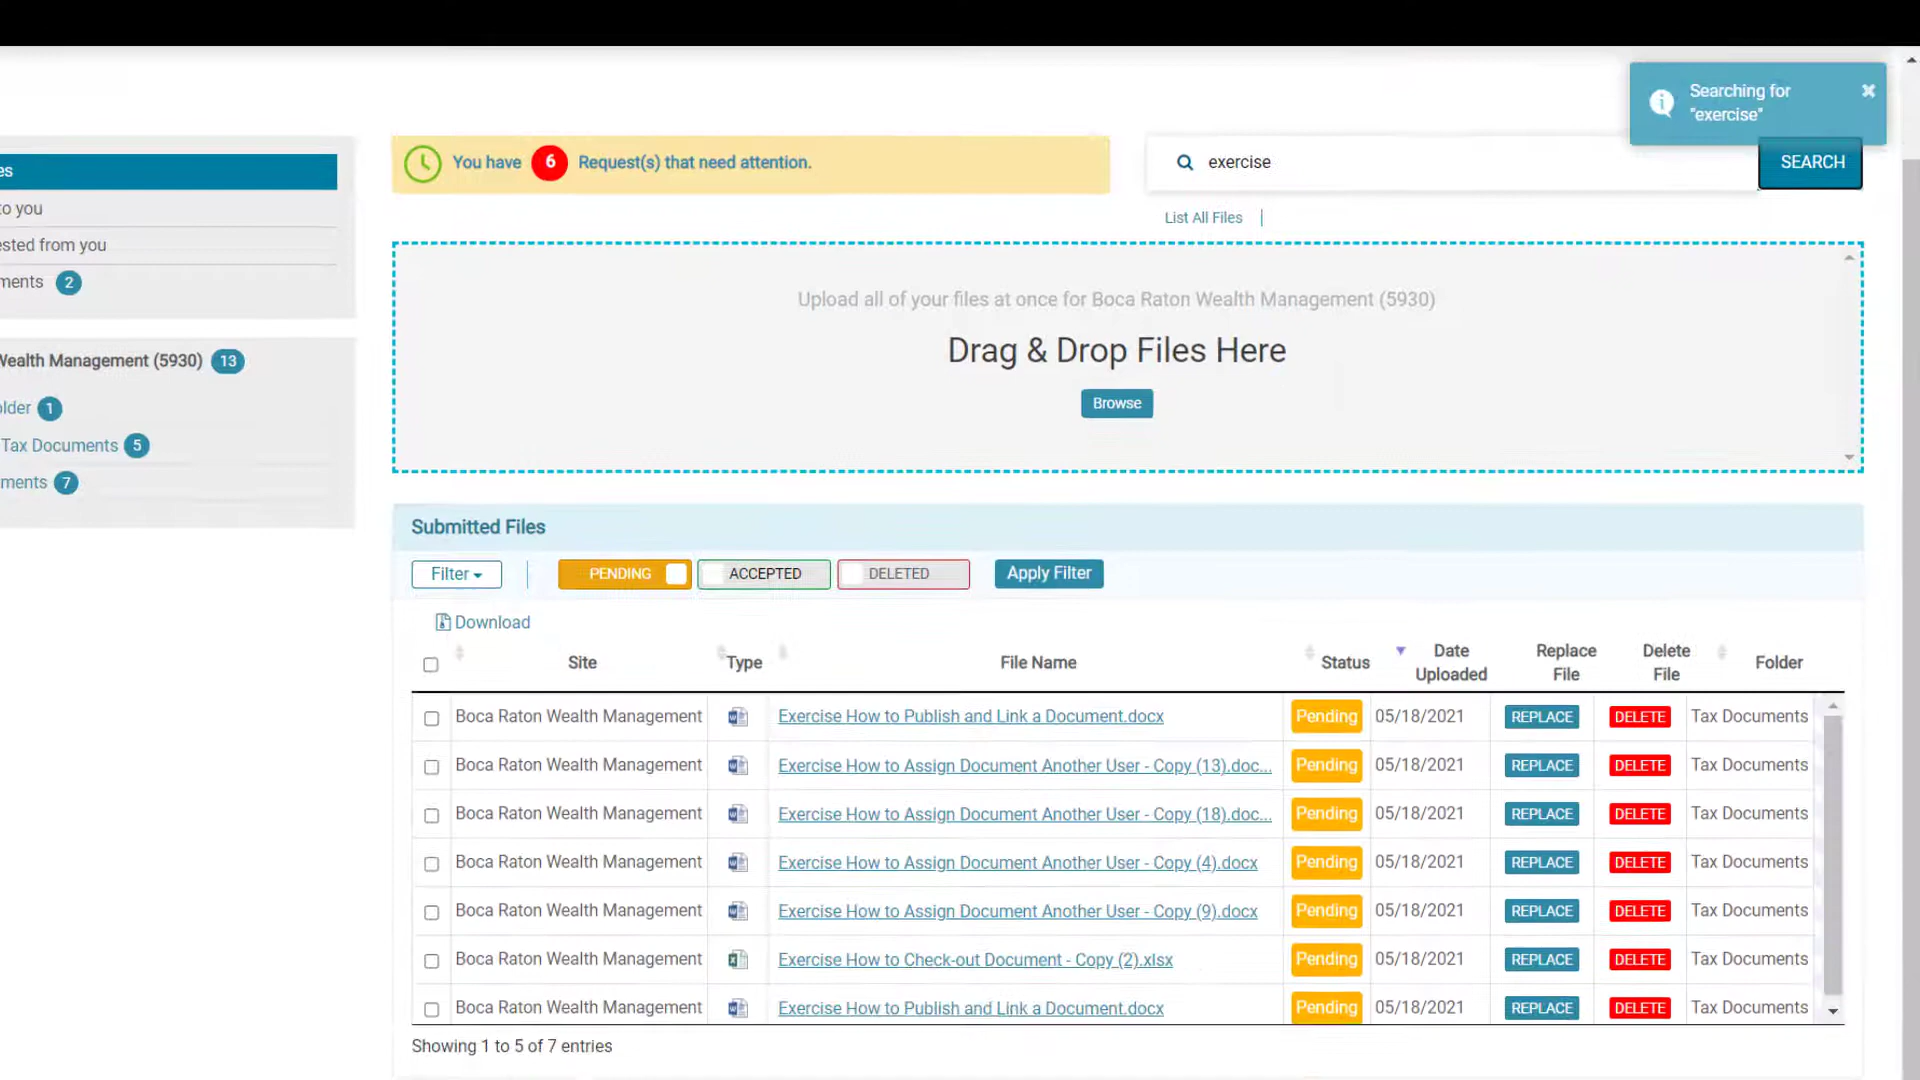 Searching for
"exercise"
es
to you
ested from you
ments 2
Wealth Management (5930) 13
older 1
Tax Documents 5
ments 7
You have 6 Request(s) that need attention.
exercise
SEARCH
List All Files
Upload all of your files at once for Boca Raton Wealth Management (5930)
Drag & Drop Files Here
Browse
Submitted Files
Filter PENDING ACCEPTED DELETED Apply Filter
Download
Site Type File Name Status Date Uploaded Replace File Delete File Folder
Boca Raton Wealth Management Exercise How to Publish and Link a Document.docx Pending 05/18/2021 REPLACE DELETE Tax Documents
Boca Raton Wealth Management Exercise How to Assign Document Another User - Copy (13).doc... Pending 05/18/2021 REPLACE DELETE Tax Documents
Boca Raton Wealth Management Exercise How to Assign Document Another User - Copy (18).doc... Pending 05/18/2021 REPLACE DELETE Tax Documents
Boca Raton Wealth Management Exercise How to Assign Document Another User - Copy (4).docx Pending 05/18/2021 REPLACE DELETE Tax Documents
Boca Raton Wealth Management Exercise How to Assign Document Another User - Copy (9).docx Pending 05/18/2021 REPLACE DELETE Tax Documents
Boca Raton Wealth Management Exercise How to Check-out Document - Copy (2).xlsx Pending 05/18/2021 REPLACE DELETE Tax Documents
Boca Raton Wealth Management Exercise How to Publish and Link a Document.docx Pending 05/18/2021 REPLACE DELETE Tax Documents
Showing 1 to 5 of 7 entries